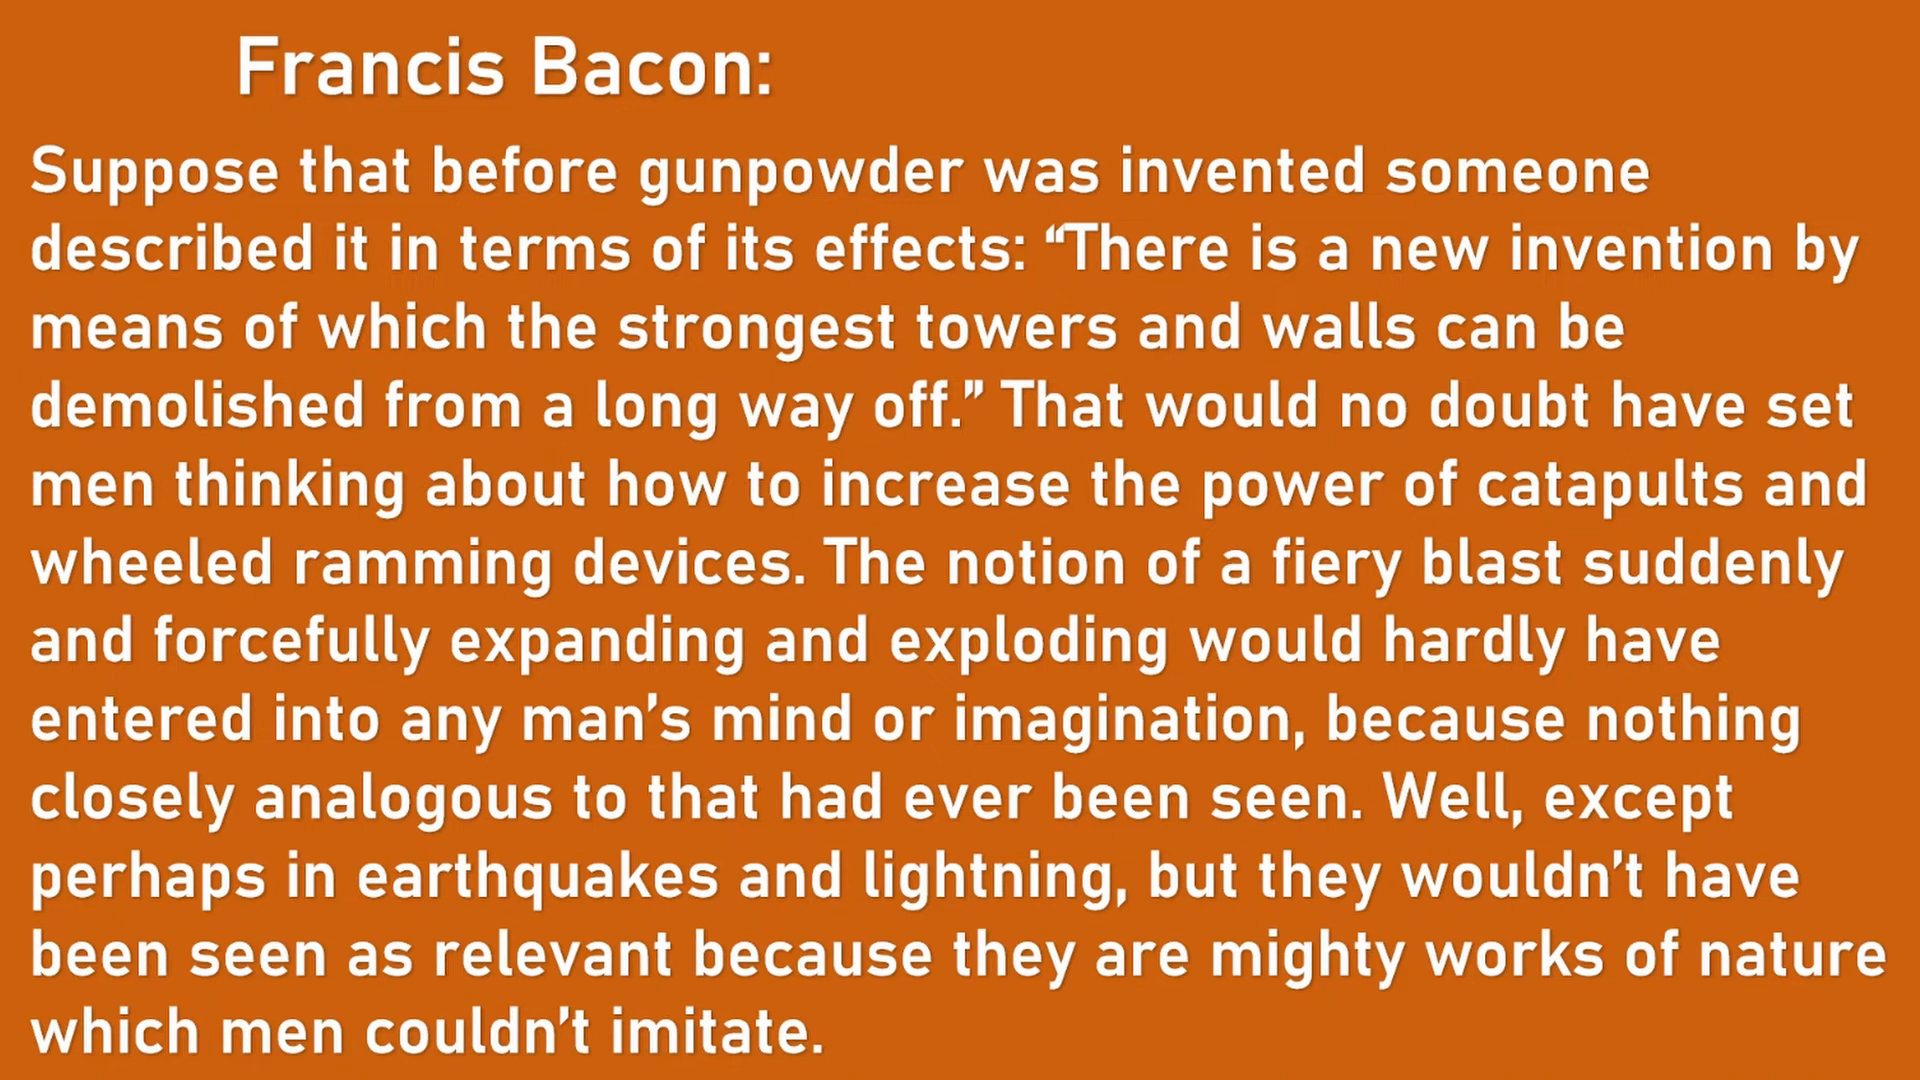 Francis Bacon:
Suppose that before gunpowder was invented someone
described it in terms of its effects: “There is a new invention by
means of which the strongest towers and walls can be
demolished from a long way off.” That would no doubt have set
men thinking about how to increase the power of catapults and
wheeled ramming devices. The notion of a fiery blast suddenly
and forcefully expanding and exploding would hardly have
entered into any man’s mind or imagination, because nothing
closely analogous to that had ever been seen. Well, except
perhaps in earthquakes and lightning, but they wouldn’t have
been seen as relevant because they are mighty works of nature
which men couldn’t imitate.